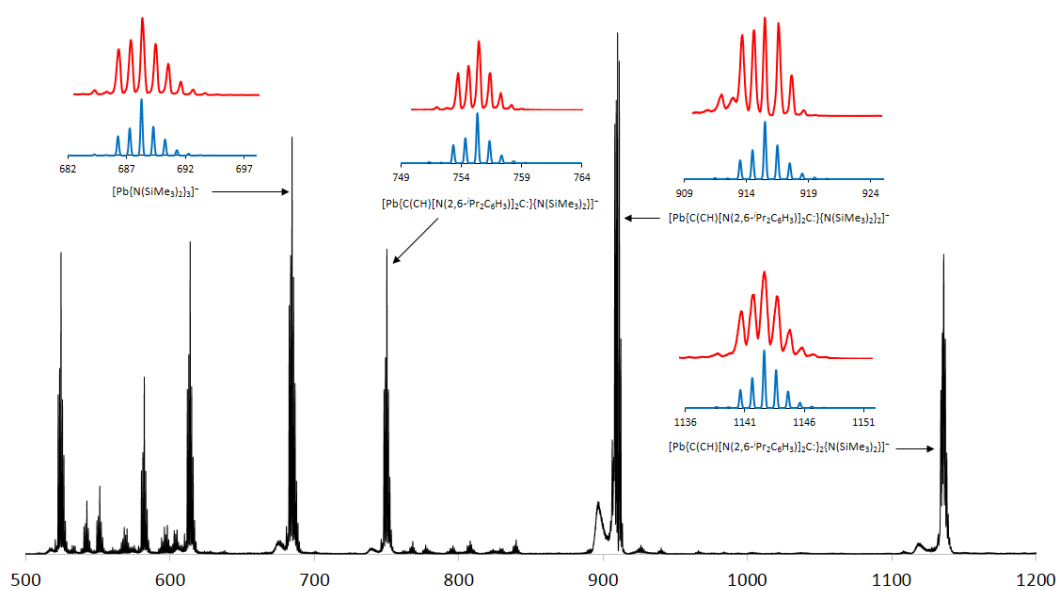 682 687 692 697
[Pb{N(SiMe₃)₂}₃]⁻
749 754 759 764
[Pb{C(CH)[N(2,6-ⁱPr₂C₆H₃)]₂C:}{N(SiMe₃)₂}]⁻
909 914 919 924
[Pb{C(CH)[N(2,6-ⁱPr₂C₆H₃)]₂C:}{N(SiMe₃)₂}₂]⁻
1136 1141 1146 1151
[Pb{C(CH)[N(2,6-ⁱPr₂C₆H₃)]₂C:}₂{N(SiMe₃)₂}]⁻
500 600 700 800 900 1000 1100 1200